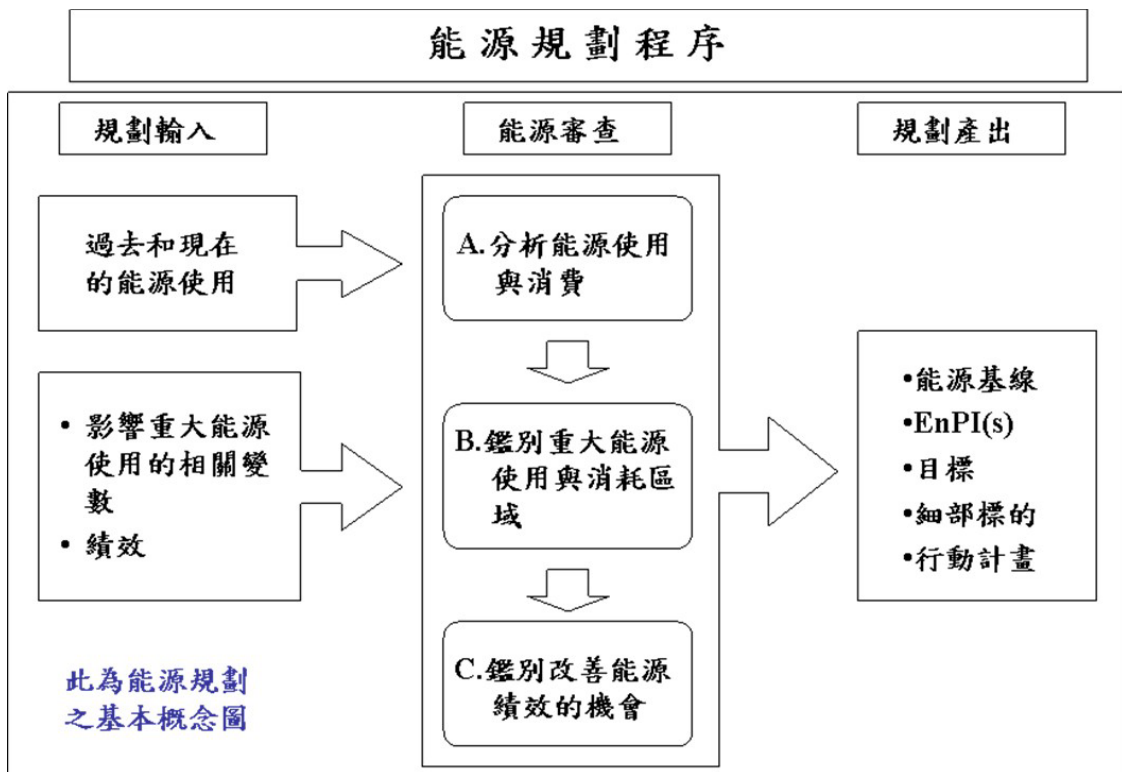 能源規劃程序
規劃輸入
能源審查
規劃產出
過去和現在
的能源使用
• 影響重大能源
使用的相關變
數
• 績效
A.分析能源使用
與消費
B.鑑別重大能源
使用與消耗區
域
C.鑑別改善能源
績效的機會
•能源基線
•EnPI(s)
•目標
•細部標的
•行動計畫
此為能源規劃
之基本概念圖